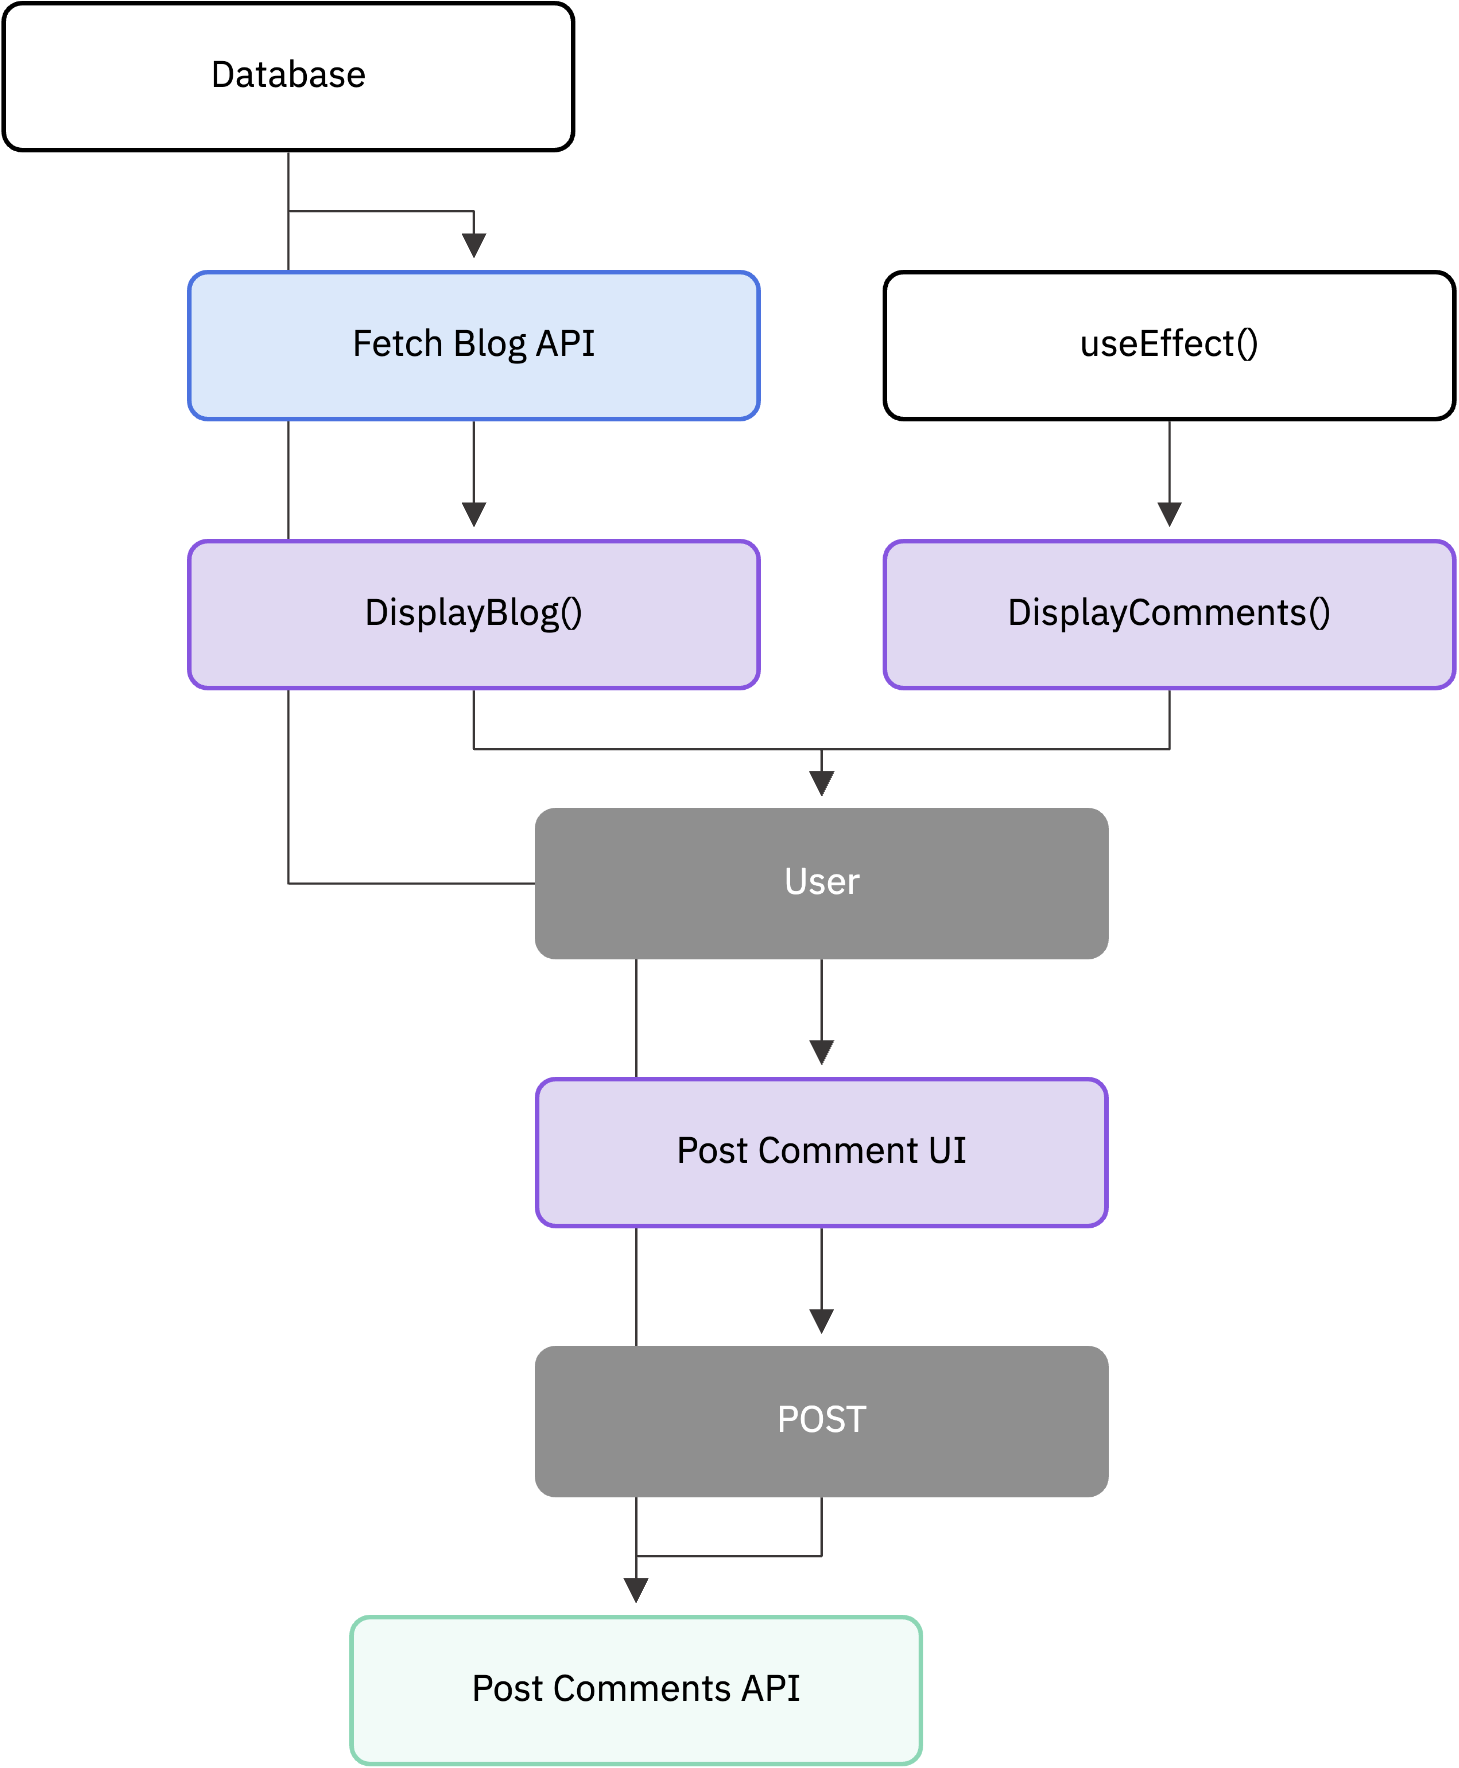 Database
Fetch Blog API
useEffect()
DisplayBlog()
DisplayComments()
User
Post Comment UI
POST
Post Comments API